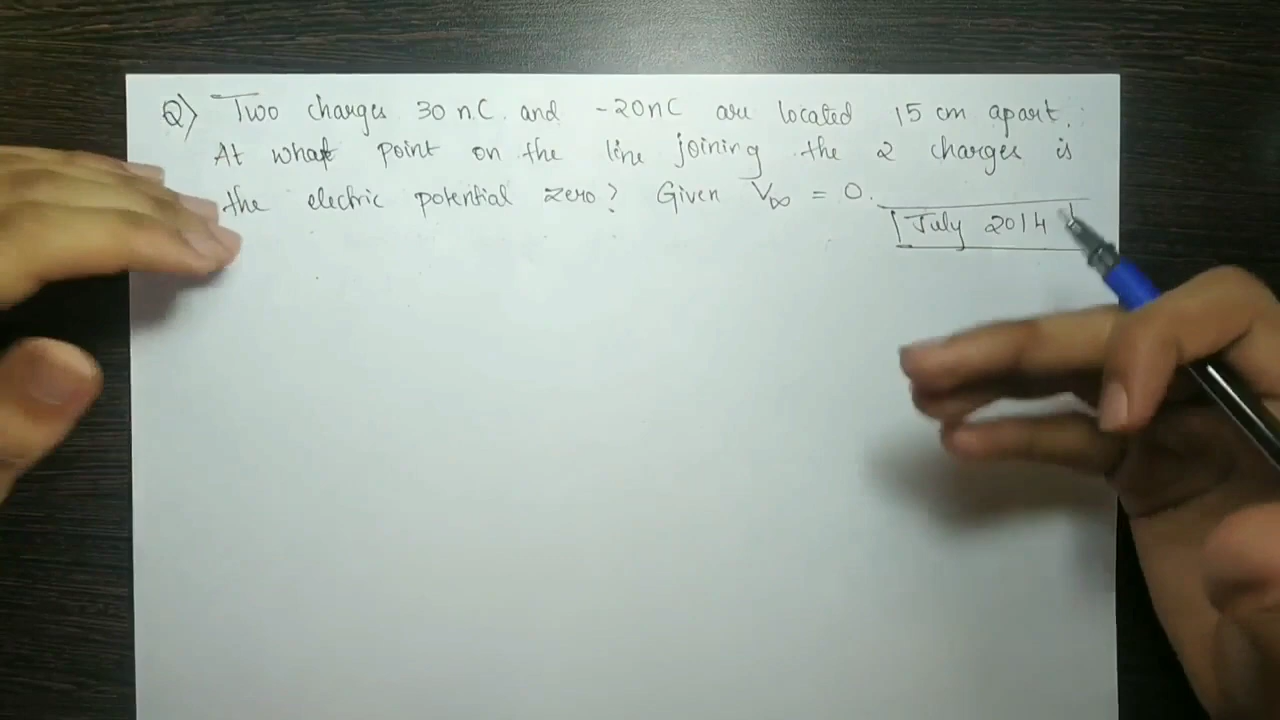 Q) Two charges 30 nC and -20nC are located 15 cm apart.
At what point on the line joining the 2 charges is
the electric potential zero? Given V∞ = 0.
[July 2014]